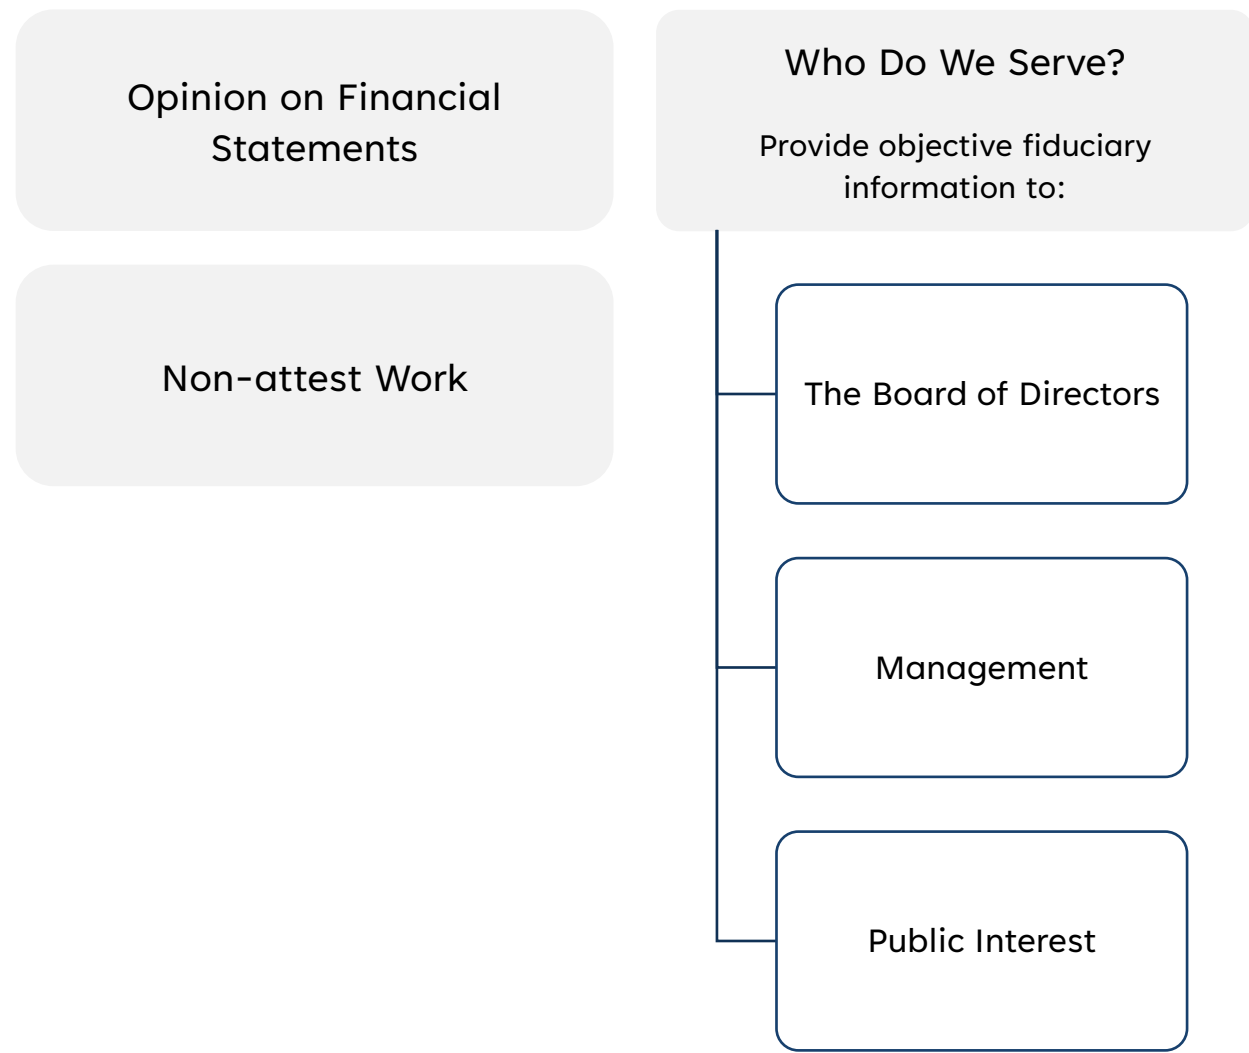 Opinion on Financial
Statements
Non-attest Work
Who Do We Serve?
Provide objective fiduciary
information to:
The Board of Directors
Management
Public Interest